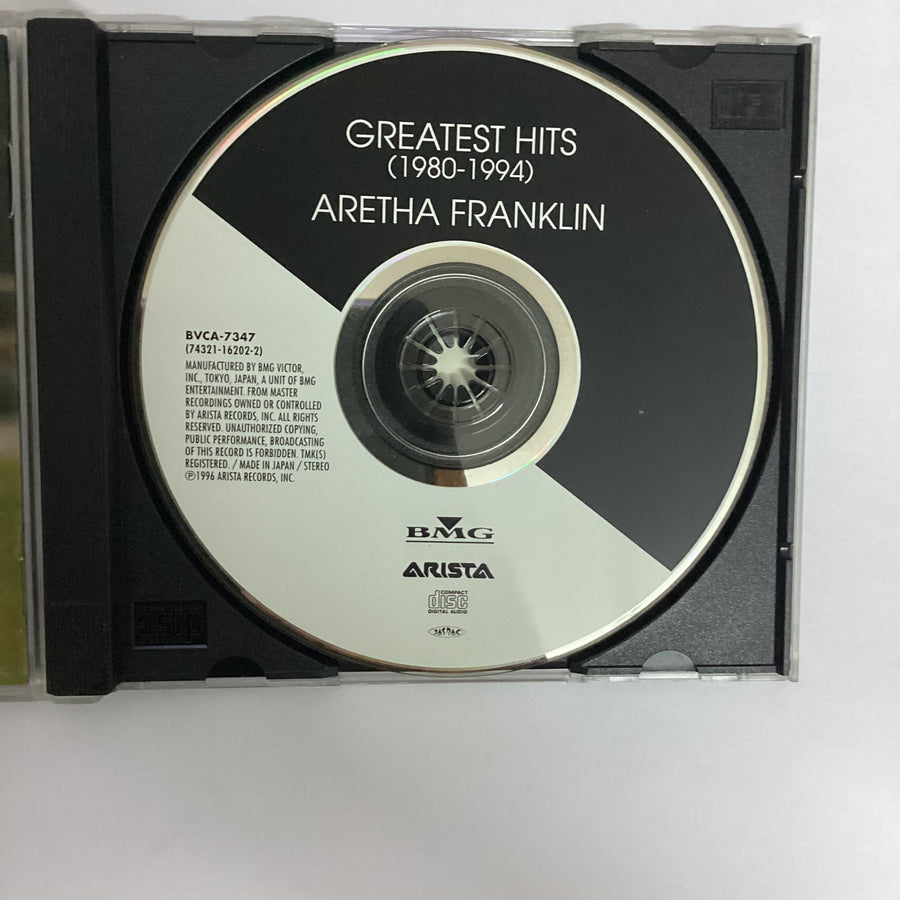 GREATEST HITS
(1980-1994)
ARETHA FRANKLIN
BVCA-7347
(74321-16202-2)
MANUFACTURED BY BMG VICTOR,
INC., TOKYO, JAPAN, A UNIT OF BMG
ENTERTAINMENT. FROM MASTER
RECORDINGS OWNED OR CONTROLLED
BY ARISTA RECORDS, INC. ALL RIGHTS
RESERVED. UNAUTHORIZED COPYING,
PUBLIC PERFORMANCE, BROADCASTING
OF THIS RECORD IS FORBIDDEN. TMK(S)
REGISTERED. / MADE IN JAPAN / STEREO
℗1996 ARISTA RECORDS, INC.
BMG
ARISTA
COMPACT
disc
DIGITAL AUDIO
JASRAC